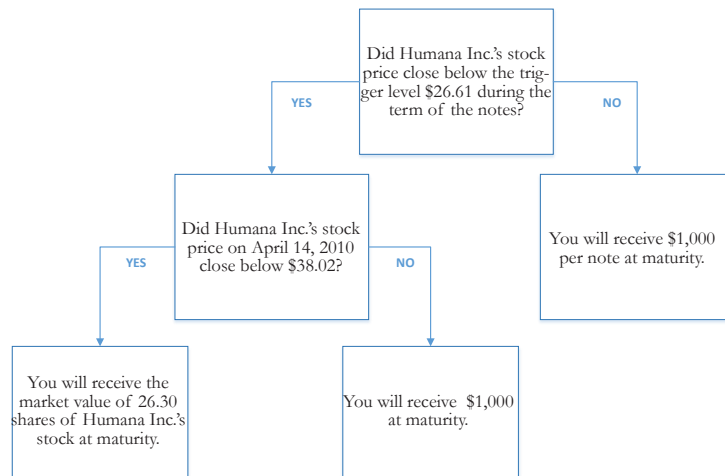 Did Humana Inc.'s stock
price close below the trig-
ger level $26.61 during the
term of the notes?
YES
NO
Did Humana Inc.'s stock
price on April 14, 2010
close below $38.02?
You will receive $1,000
per note at maturity.
YES
NO
You will receive the
market value of 26.30
shares of Humana Inc.'s
stock at maturity.
You will receive $1,000
at maturity.